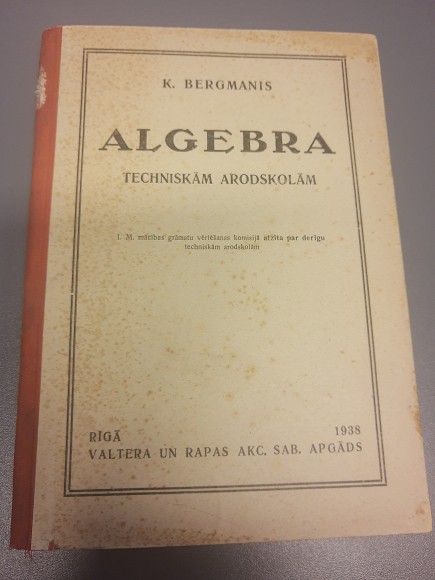 K. BERGMANIS
ALGEBRA
TECHNISKĀM ARODSKOLĀM
I. M. mācības grāmatu vērtēšanas komisijā atzīta par derīgu
techniskām arodskolām
RĪGĀ 1938
VALTERA UN RAPAS AKC. SAB. APGĀDS